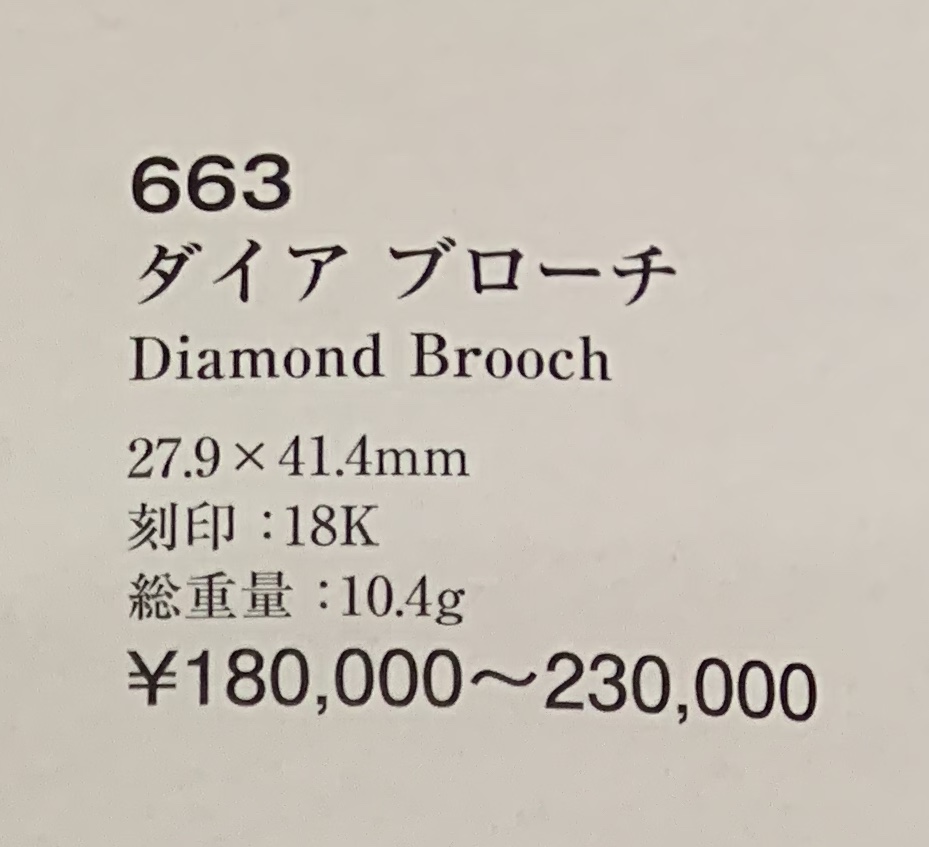 663
ダイア ブローチ
Diamond Brooch
27.9×41.4mm
刻印：18K
総重量：10.4g
¥180,000〜230,000